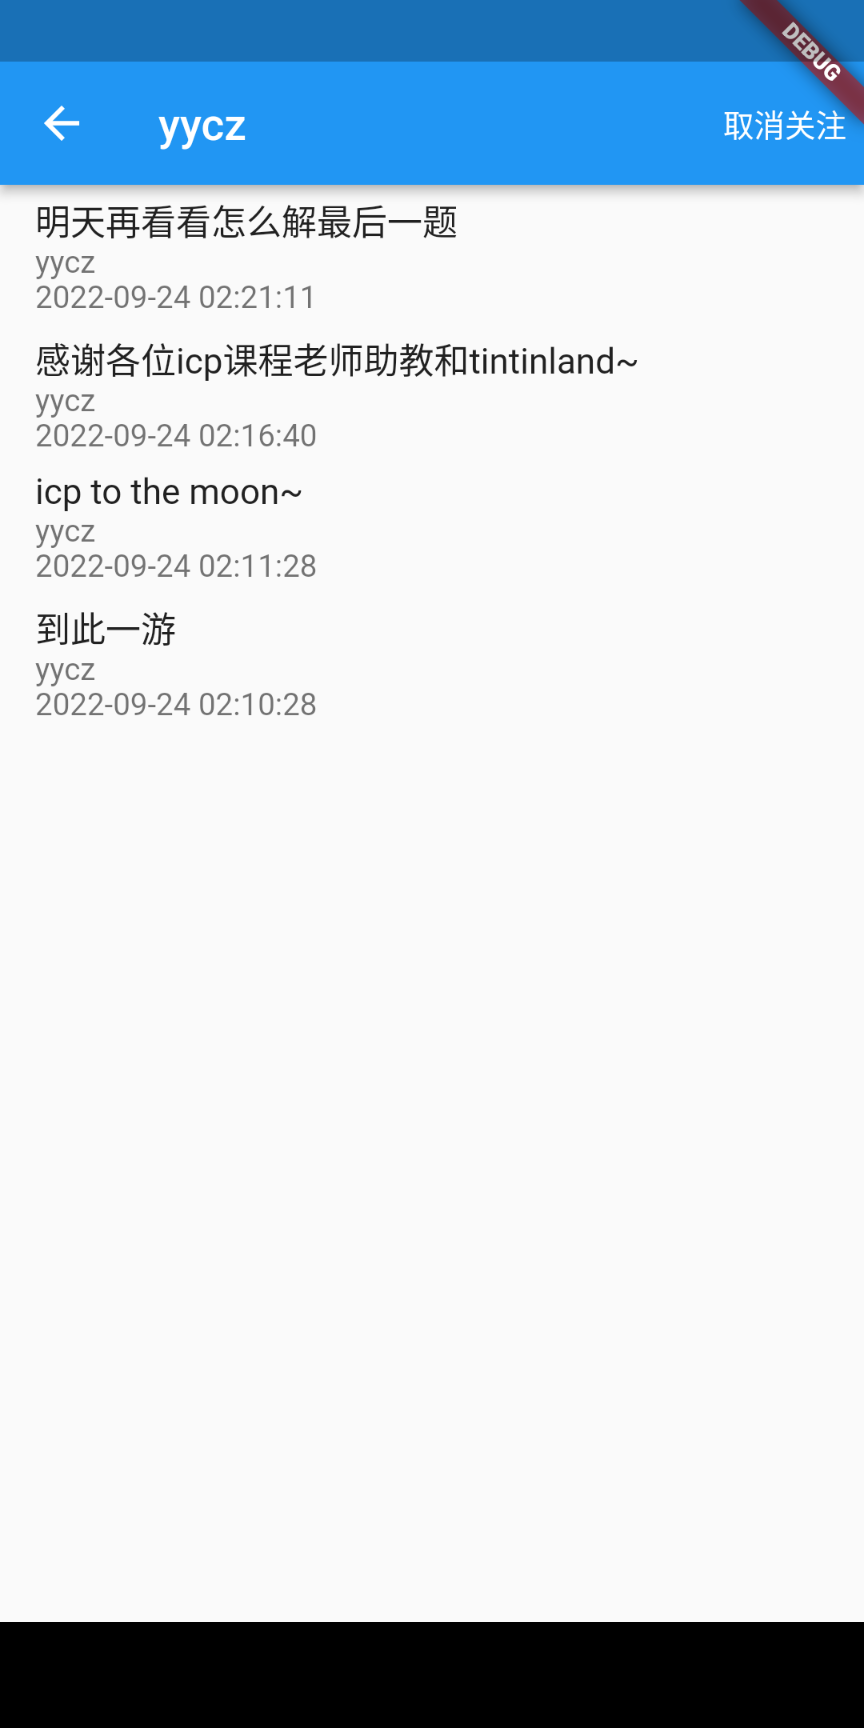 DEBUG
yycz
取消关注
明天再看看怎么解最后一题
yycz
2022-09-24 02:21:11
感谢各位icp课程老师助教和tintinland~
yycz
2022-09-24 02:16:40
icp to the moon~
yycz
2022-09-24 02:11:28
到此一游
yycz
2022-09-24 02:10:28